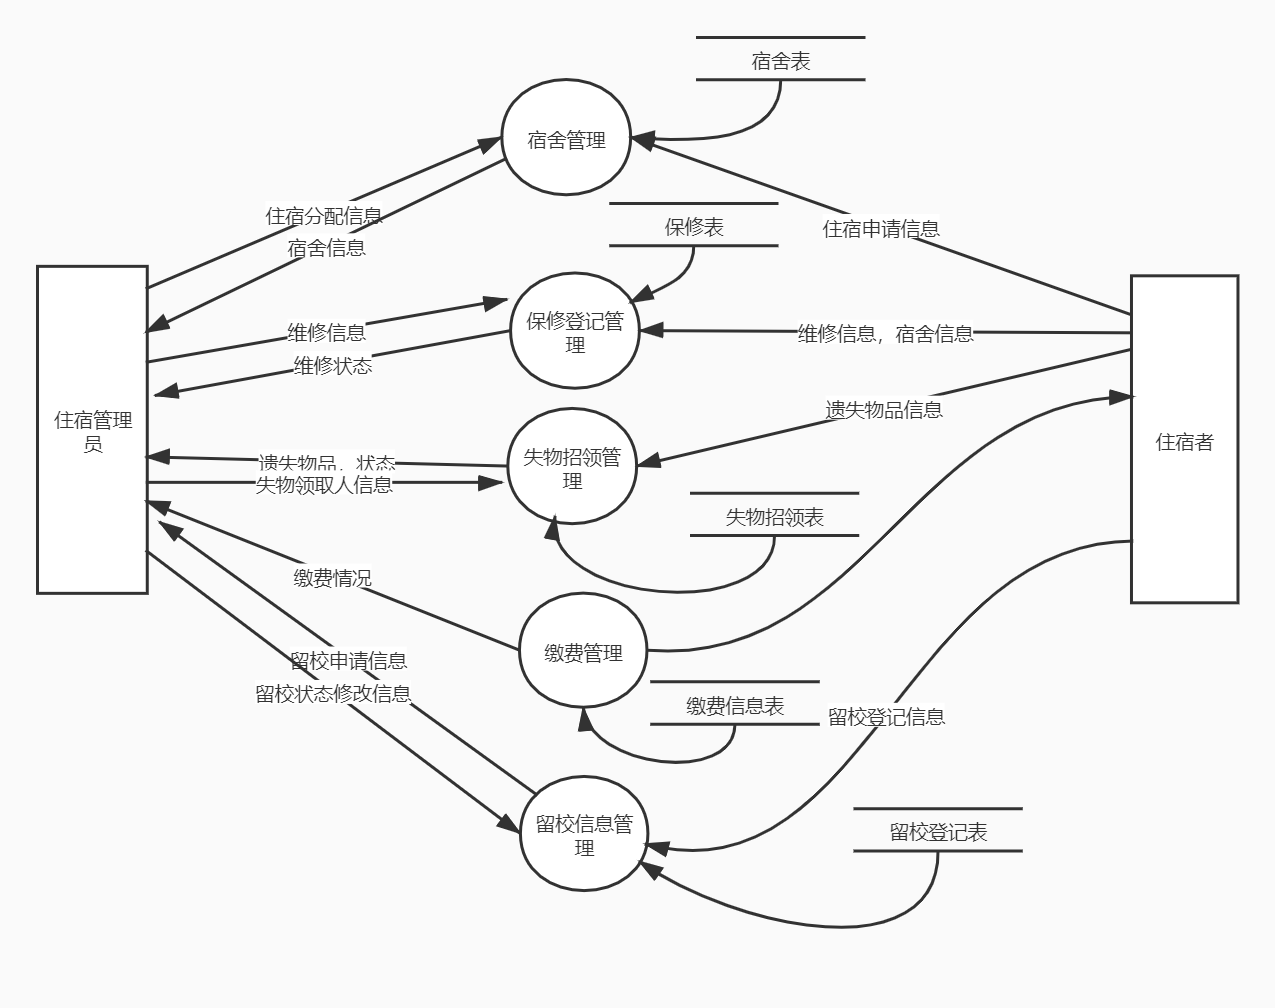 宿舍表
宿舍管理
住宿分配信息
宿舍信息
保修表
住宿申请信息
维修信息
保修登记管
理
维修信息，宿舍信息
维修状态
住宿管理
员
遗失物品信息
住宿者
遗失物品，状态
失物招领管
理
失物领取人信息
失物招领表
缴费情况
缴费管理
留校申请信息
留校状态修改信息
缴费信息表
留校登记信息
留校信息管
理
留校登记表